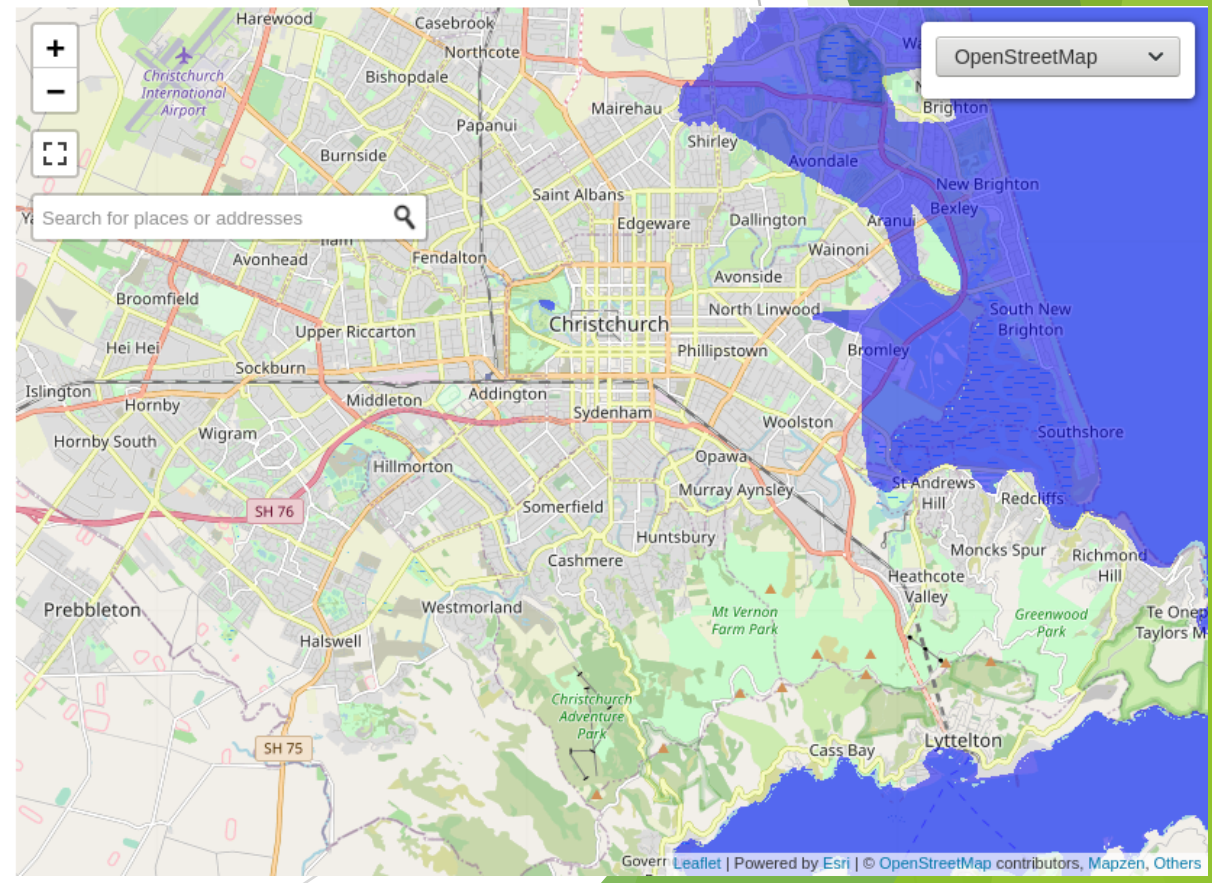 Harewood
Casebrook
Northcote
Christchurch
International
Airport
Bishopdale
Mairehau
Papanui
Shirley
Burnside
Avondale
Brighton
OpenStreetMap
Search for places or addresses
Saint Albans
New Brighton
Bexley
Edgeware
Dallington
Aranui
Avonhead
Fendalton
Wainoni
Avonside
Broomfield
North Linwood
South New
Brighton
Christchurch
Upper Riccarton
Hei Hei
Phillipstown
Bromley
Sockburn
Islington
Hornby
Middleton
Addington
Sydenham
Woolston
Hornby South
Wigram
Southshore
Hillmorton
Opawa
Murray Aynsley
St Andrews
Hill
Redcliffs
SH 76
Somerfield
Huntsbury
Cashmere
Moncks Spur
Richmond
Hill
Heathcote
Valley
Prebbleton
Westmorland
Mt Vernon
Farm Park
Greenwood
Park
Te One
Taylors M
Halswell
Christchurch
Adventure
Park
SH 75
Cass Bay
Lyttelton
Govern
Leaflet | Powered by Esri | © OpenStreetMap contributors, Mapzen, Others